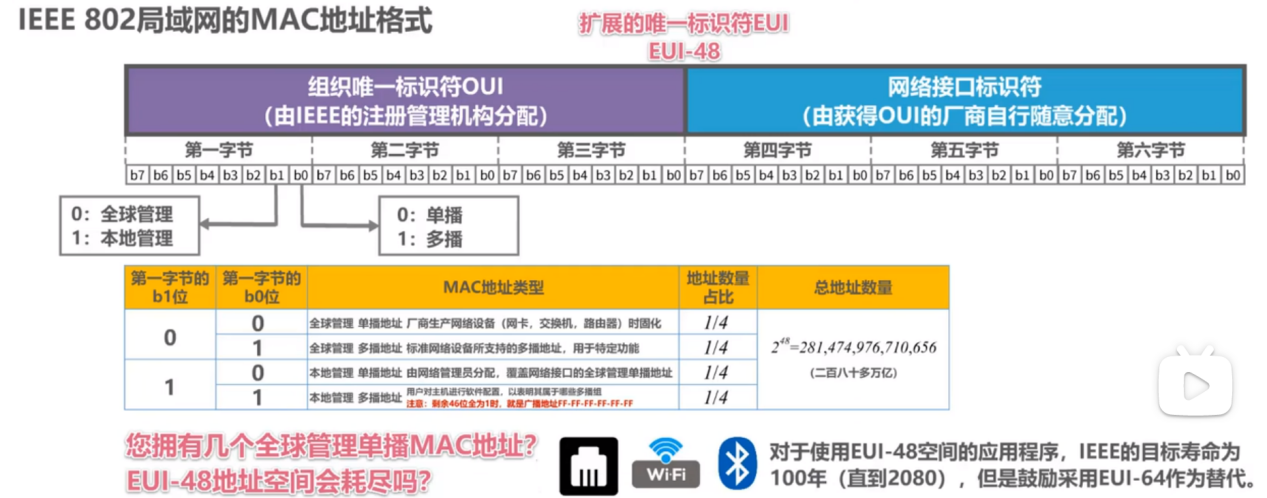 IEEE 802局域网的MAC地址格式
扩展的唯一标识符EUI
EUI-48
组织唯一标识符OUI
(由IEEE的注册管理机构分配)
网络接口标识符
(由获得OUI的厂商自行随意分配)
第一字节 第二字节 第三字节 第四字节 第五字节 第六字节
b7 b6 b5 b4 b3 b2 b1 b0 b7 b6 b5 b4 b3 b2 b1 b0 b7 b6 b5 b4 b3 b2 b1 b0 b7 b6 b5 b4 b3 b2 b1 b0 b7 b6 b5 b4 b3 b2 b1 b0 b7 b6 b5 b4 b3 b2 b1 b0
0：全球管理
1：本地管理
0：单播
1：多播
第一字节的
b1位
第一字节的
b0位
MAC地址类型
地址数量
占比
总地址数量
0
0 全球管理 单播地址 厂商生产网络设备（网卡，交换机，路由器）时固化 1/4
1 全球管理 多播地址 标准网络设备所支持的多播地址，用于特定功能 1/4
1
0 本地管理 单播地址 由网络管理员分配，覆盖网络接口的全球管理单播地址 1/4
1 本地管理 多播地址 用户对主机进行软件配置，以表明其属于哪些多播组
注意：剩余46位全为1时，就是广播地址FF-FF-FF-FF-FF-FF
1/4
2⁴⁸=281,474,976,710,656
(二百八十多万亿)
您拥有几个全球管理单播MAC地址？
EUI-48地址空间会耗尽吗？
Wi-Fi
对于使用EUI-48空间的应用程序，IEEE的目标寿命为
100年（直到2080），但是鼓励采用EUI-64作为替代。